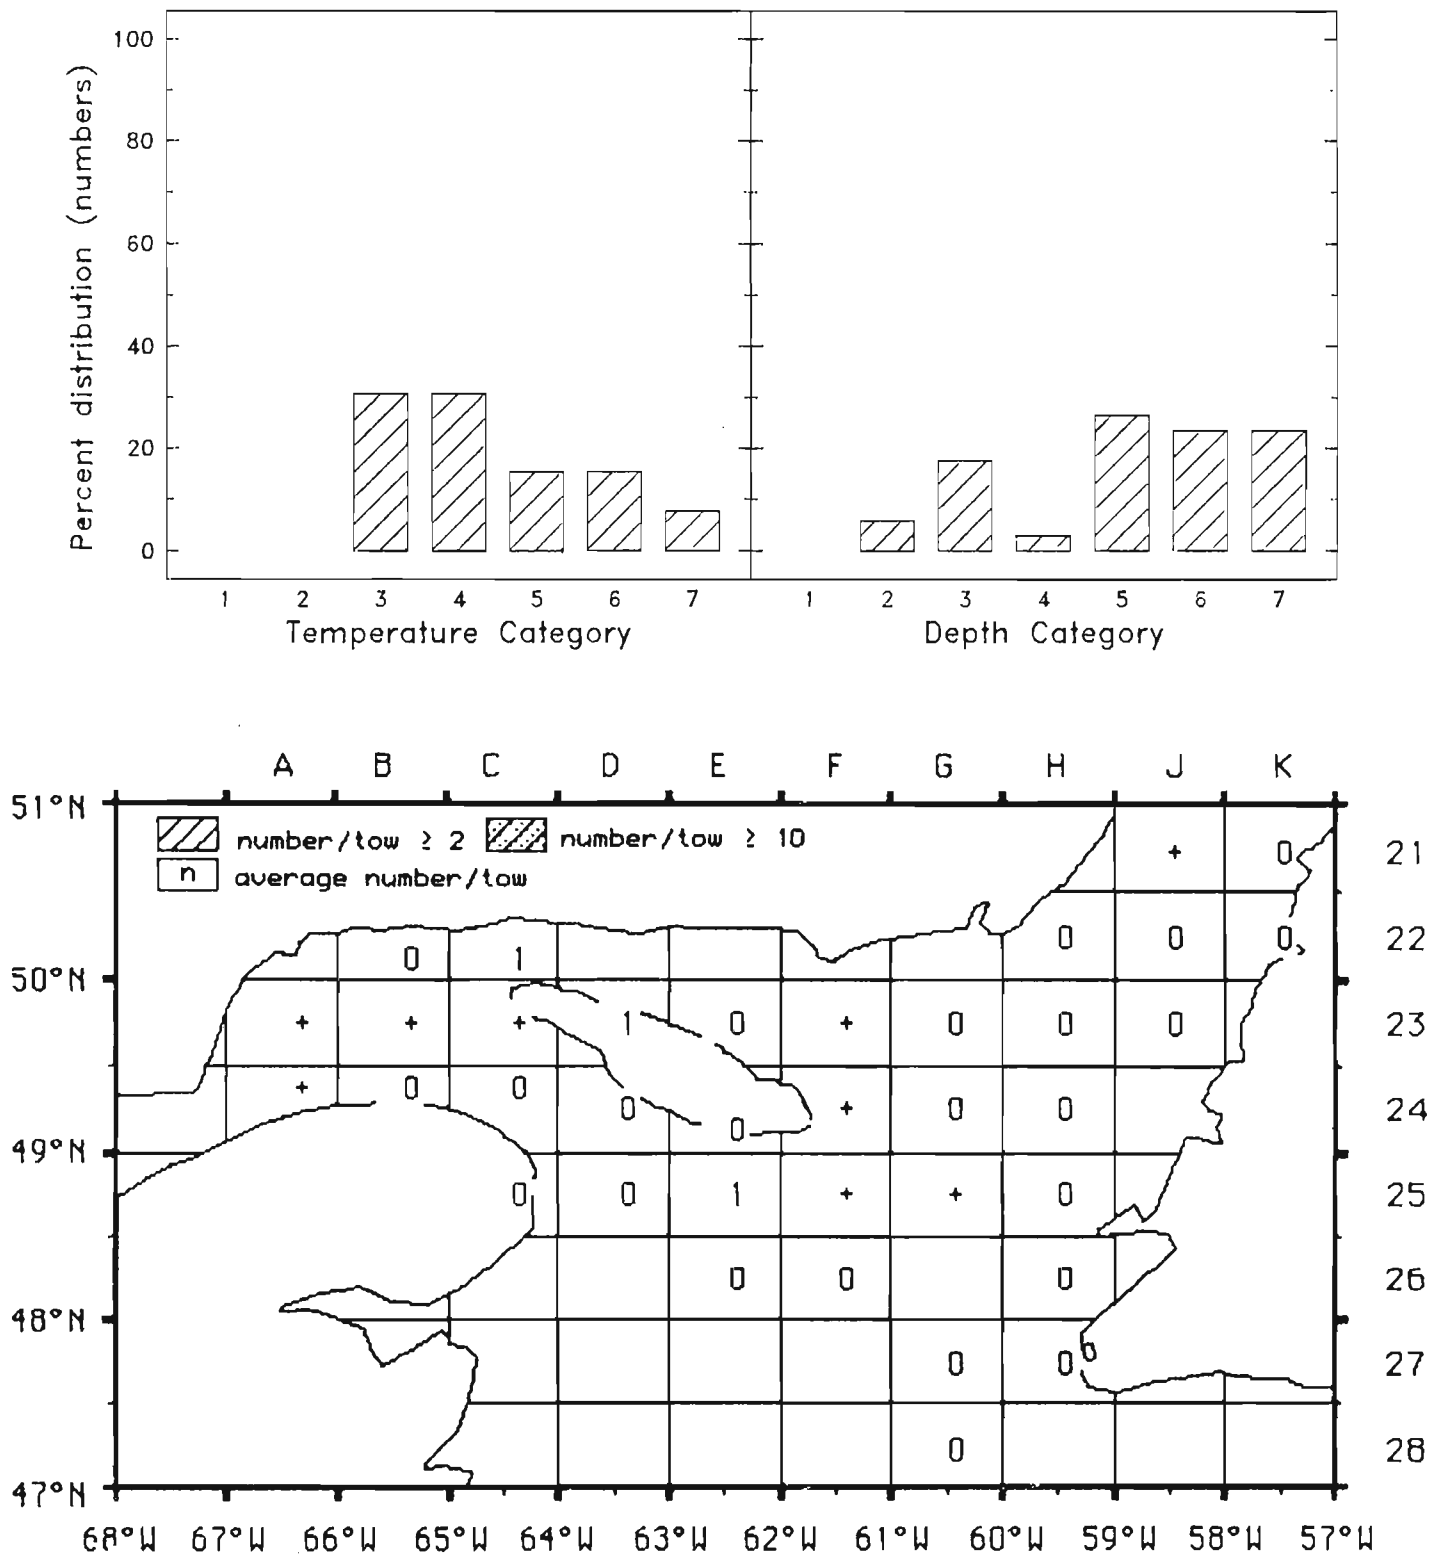 100
80
60
40
20
0
Percent distribution (numbers)
1 2 3 4 5 6 7 1 2 3 4 5 6 7
Temperature Category Depth Category
A B C D E F G H J K
51°N
number/tow ≥ 2 number/tow ≥ 10
n average number/tow
+ 0 21
0 1 0 0 0 22
50°N
+ + + 1 0 + 0 0 0 23
+ 0 0 0 0 + 0 0 24
49°N
0 0 1 + + 0 25
0 0 0 26
48°N
0 0 0 27
0 28
47°N
68°W 67°W 66°W 65°W 64°W 63°W 62°W 61°W 60°W 59°W 58°W 57°W